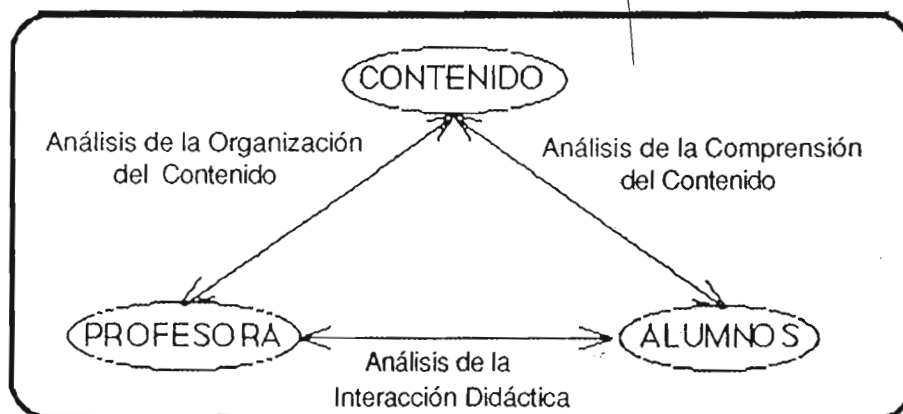 CONTENIDO
Análisis de la Organización
del Contenido
Análisis de la Comprensión
del Contenido
PROFESORA
ALUMNOS
Análisis de la
Interacción Didáctica